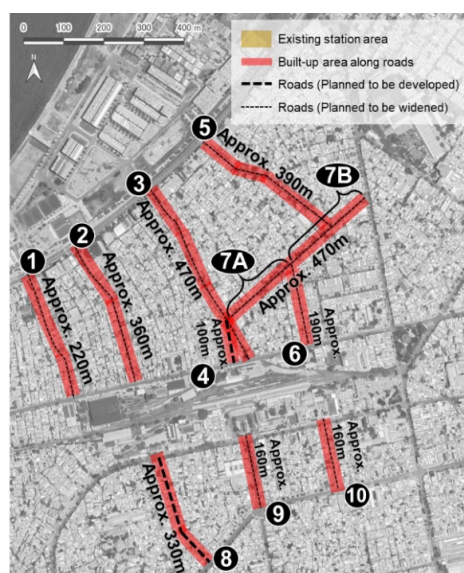 0 100 200 300 400 m
N
Existing station area
Built-up area along roads
Roads (Planned to be developed)
Roads (Planned to be widened)
5
Approx. 390m
3
7B
2
Approx. 470m
7A
1
Approx. 360m
Approx. 470m
Approx. 220m
Approx.
100m
Approx.
190m
6
4
Approx.
160m
Approx.
160m
Approx. 330m
10
9
8